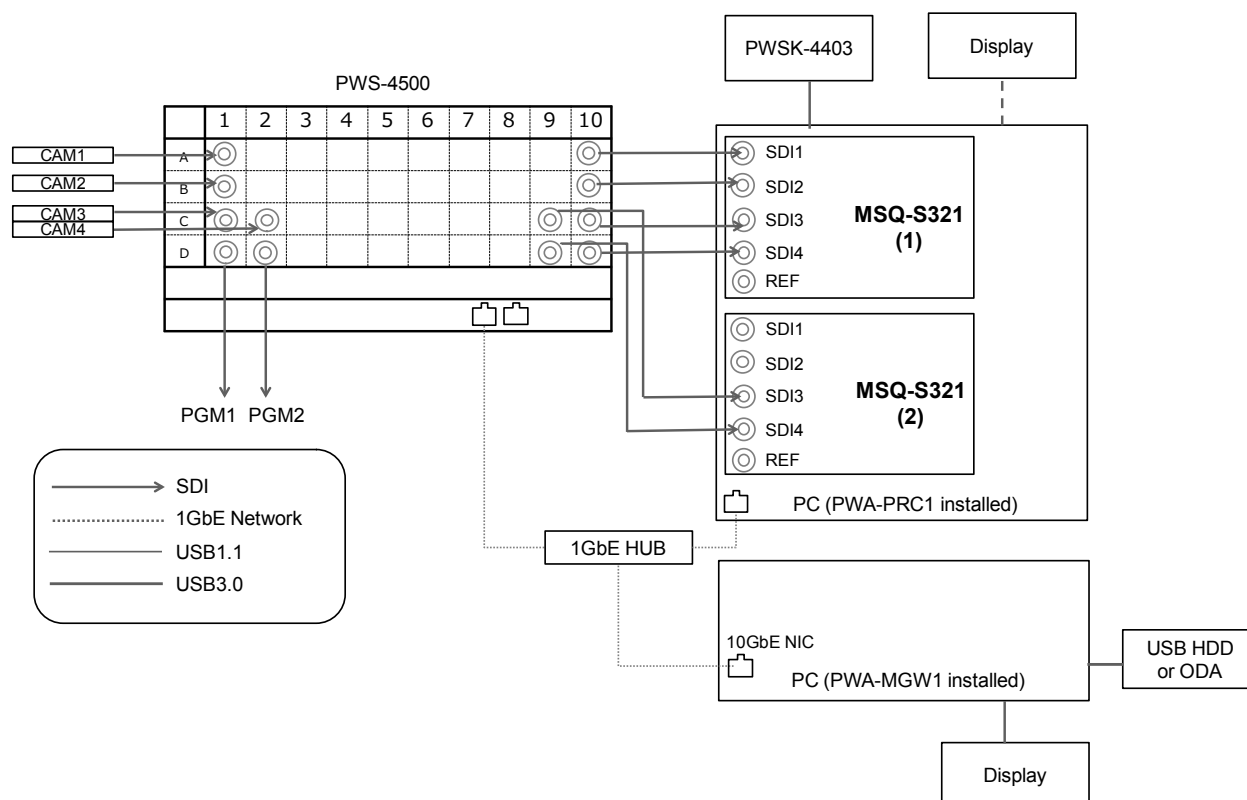 PWSK-4403
Display
PWS-4500
1 2 3 4 5 6 7 8 9 10
A
B
C
D
CAM1
CAM2
CAM3
CAM4
PGM1 PGM2
SDI1
SDI2
SDI3
SDI4
REF
MSQ-S321
(1)
SDI1
SDI2
SDI3
SDI4
REF
MSQ-S321
(2)
PC (PWA-PRC1 installed)
SDI
1GbE Network
USB1.1
USB3.0
1GbE HUB
10GbE NIC
PC (PWA-MGW1 installed)
USB HDD
or ODA
Display